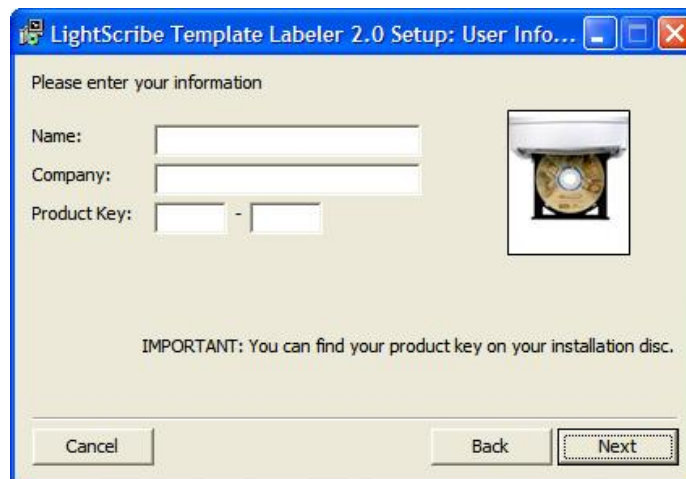 LightScribe Template Labeler 2.0 Setup: User Info...
Please enter your information
Name:
Company:
Product Key: -
IMPORTANT: You can find your product key on your installation disc.
Cancel Back Next